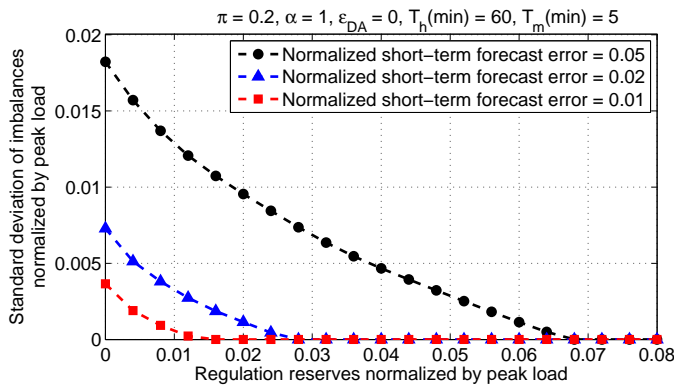 π = 0.2, α = 1, ε_DA = 0, T_h(min) = 60, T_m(min) = 5
0.02
0.015
0.01
0.005
0
Standard deviation of imbalances
normalized by peak load
Normalized short−term forecast error = 0.05
Normalized short−term forecast error = 0.02
Normalized short−term forecast error = 0.01
0 0.01 0.02 0.03 0.04 0.05 0.06 0.07 0.08
Regulation reserves normalized by peak load